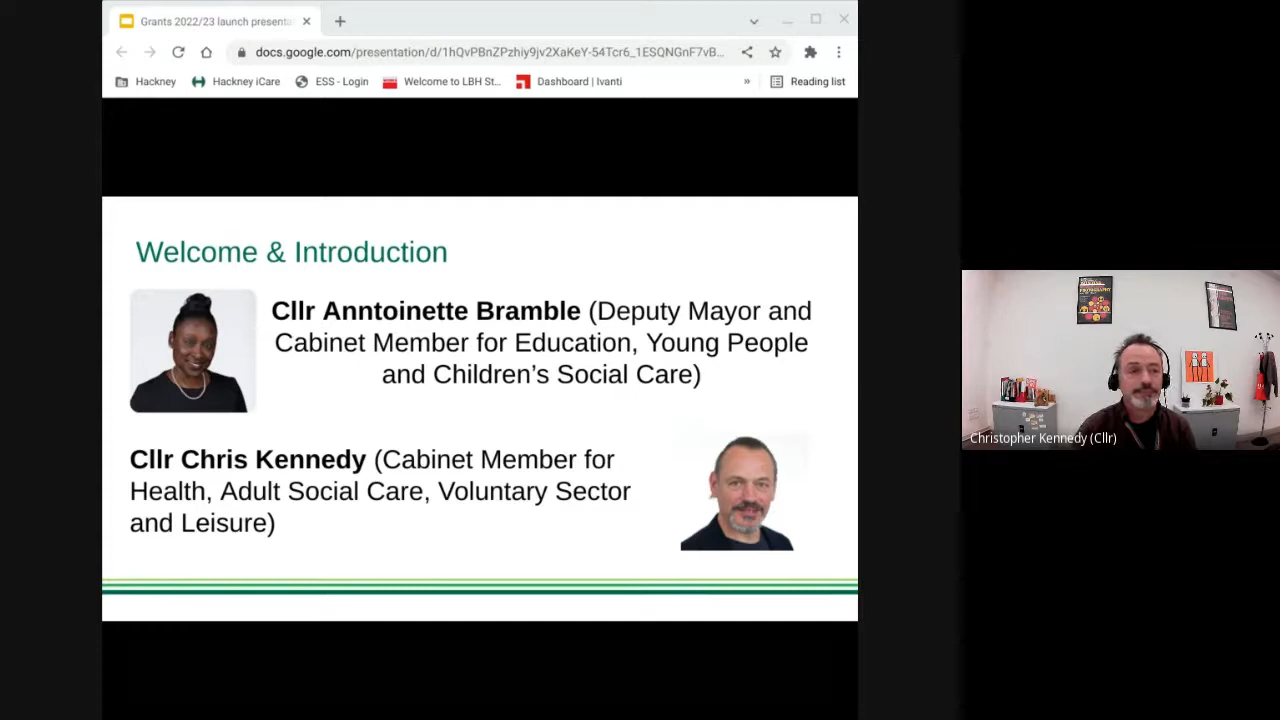 Grants 2022/23 launch presenta
docs.google.com/presentation/d/1hQvPBnZPzhiy9jv2XaKeY-54Tcr6_1ESQNGnF7vB...
Hackney
Hackney iCare
ESS - Login
Welcome to LBH St...
Dashboard | Ivanti
»
Reading list
Welcome & Introduction
Cllr Anntoinette Bramble (Deputy Mayor and
Cabinet Member for Education, Young People
and Children’s Social Care)
Cllr Chris Kennedy (Cabinet Member for
Health, Adult Social Care, Voluntary Sector
and Leisure)
PHOTOGRAPHY
Christopher Kennedy (Cllr)